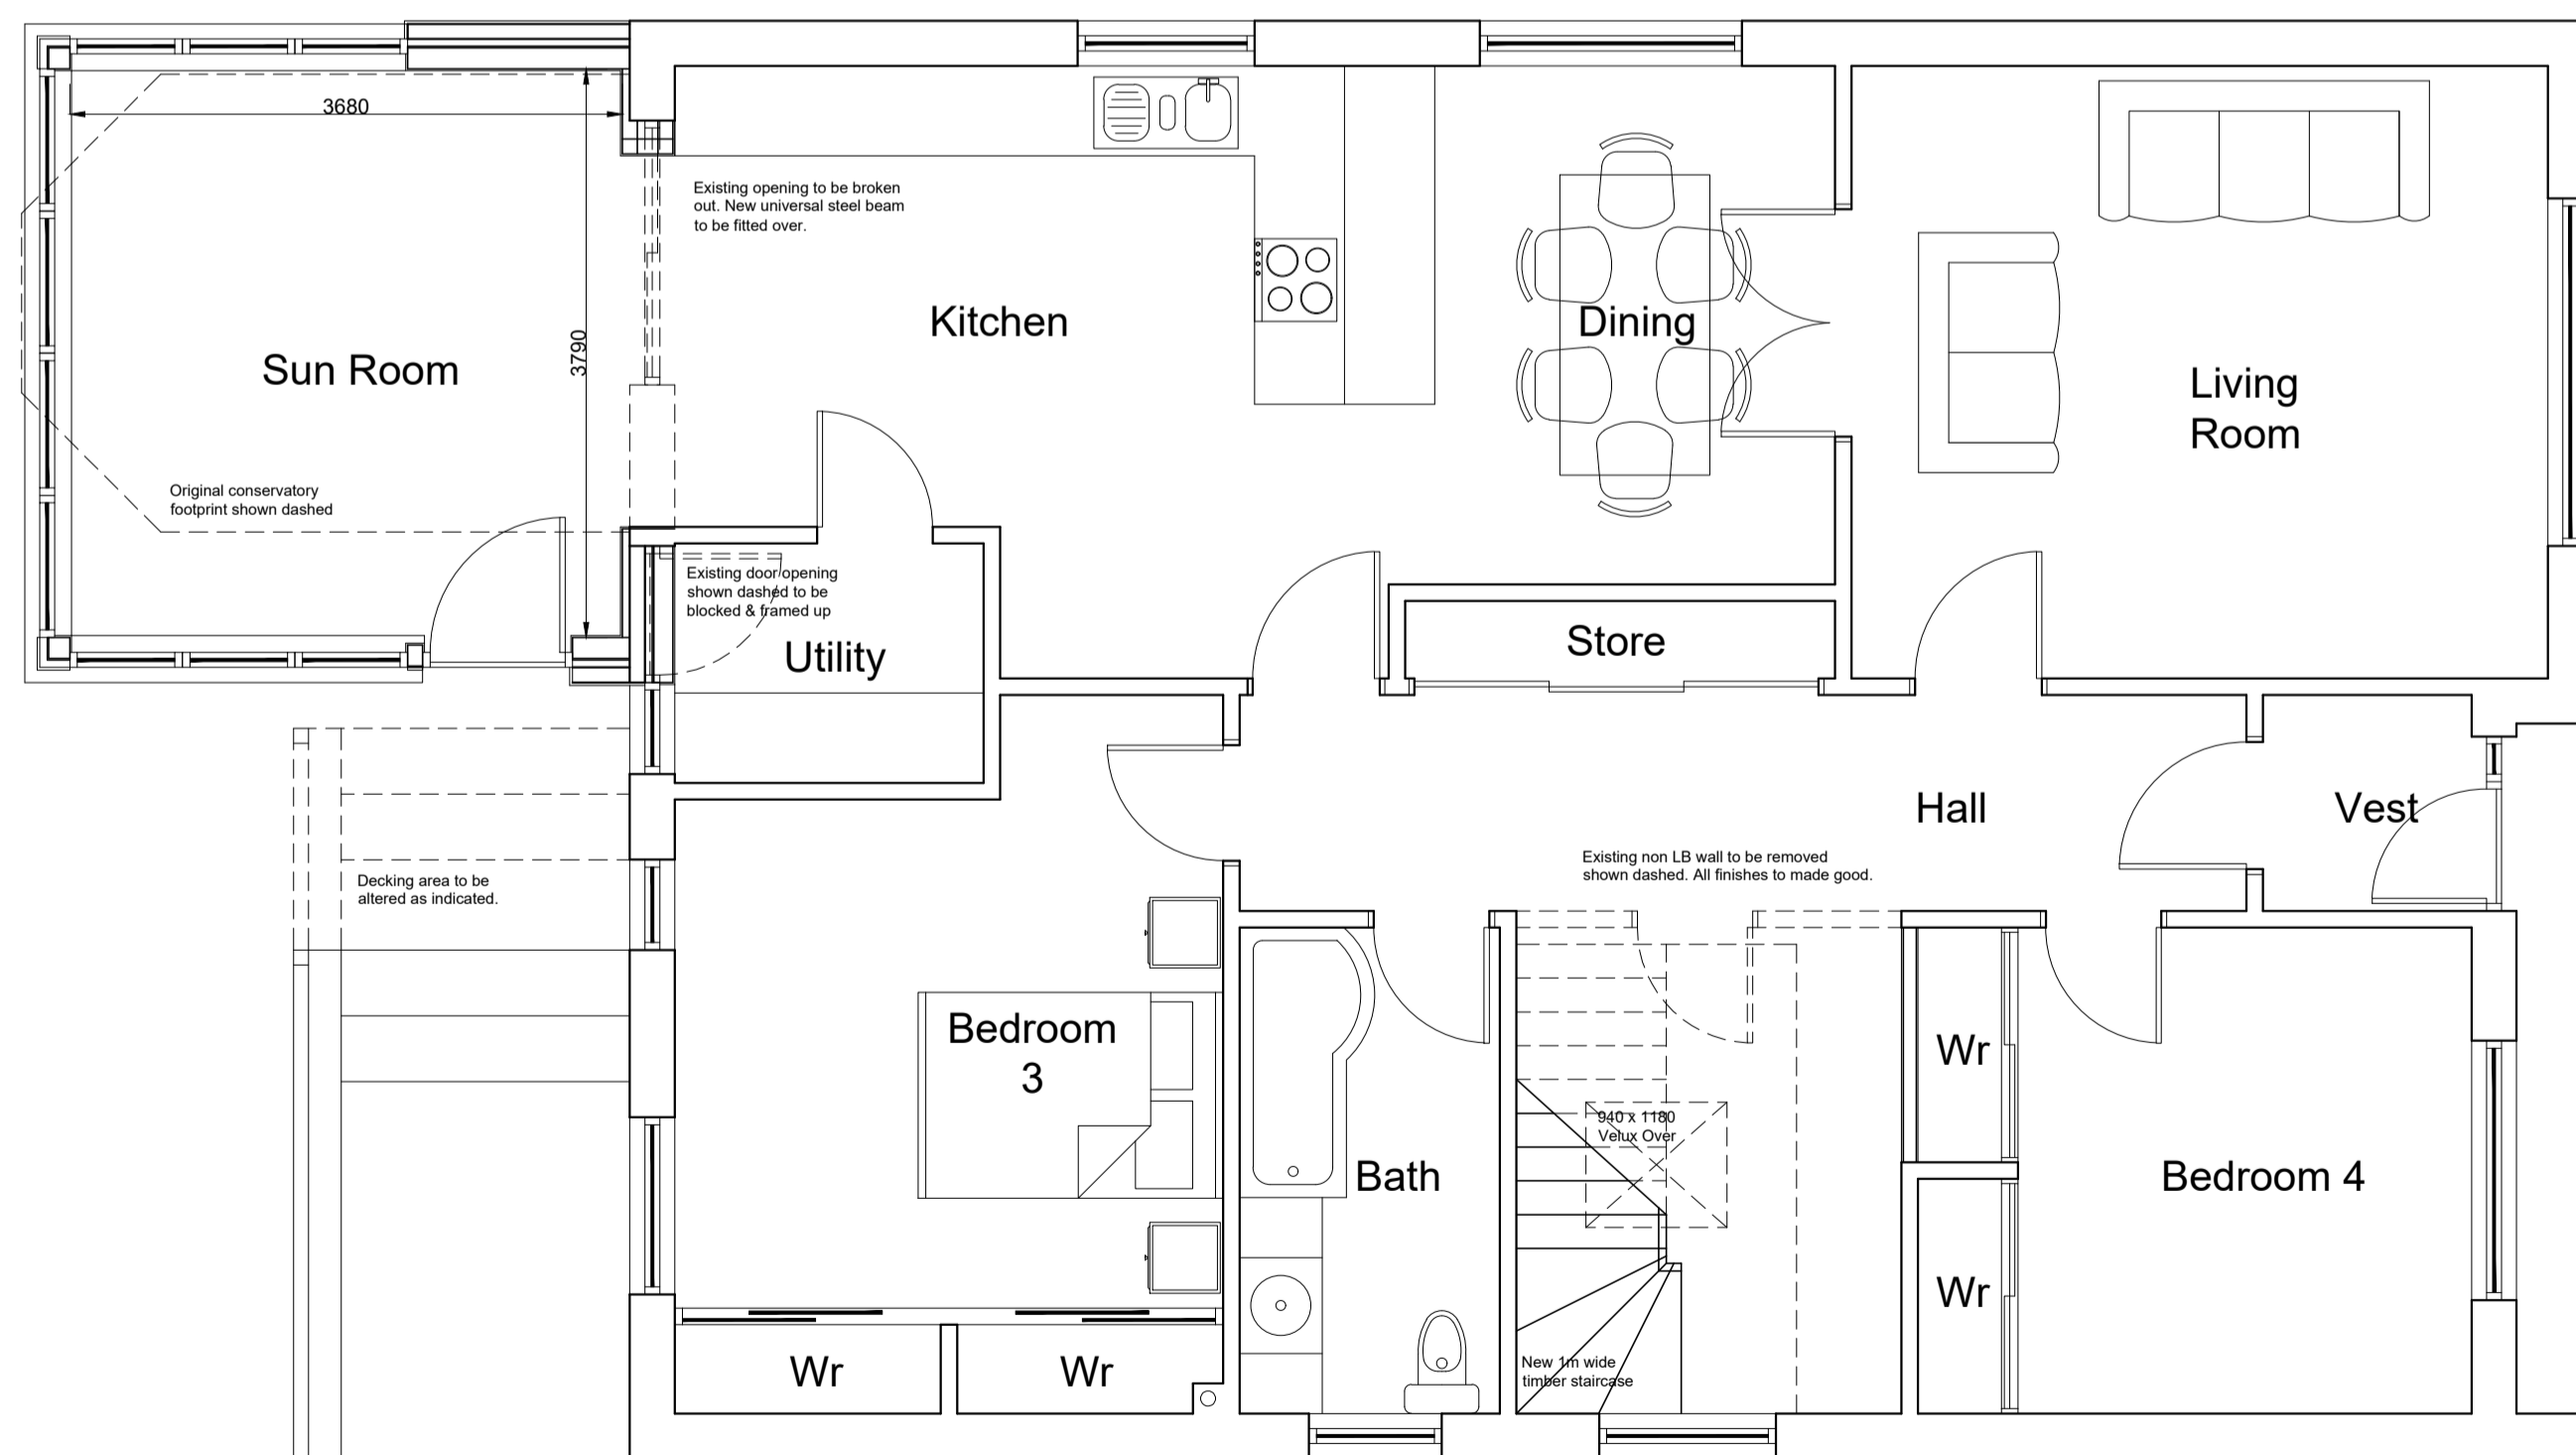 3680
Existing opening to be broken
out. New universal steel beam
to be fitted over.
Kitchen
Dining
3790
Sun Room
Living
Room
Original conservatory
footprint shown dashed
Existing door opening
shown dashed to be
blocked & framed up
Utility
Store
Hall
Vest
Existing non LB wall to be removed
shown dashed. All finishes to made good.
Decking area to be
altered as indicated.
Bedroom
3
Wr
940 x 1180
Velux Over
Bath
Bedroom 4
Wr
New 1m wide
timber staircase
Wr
Wr